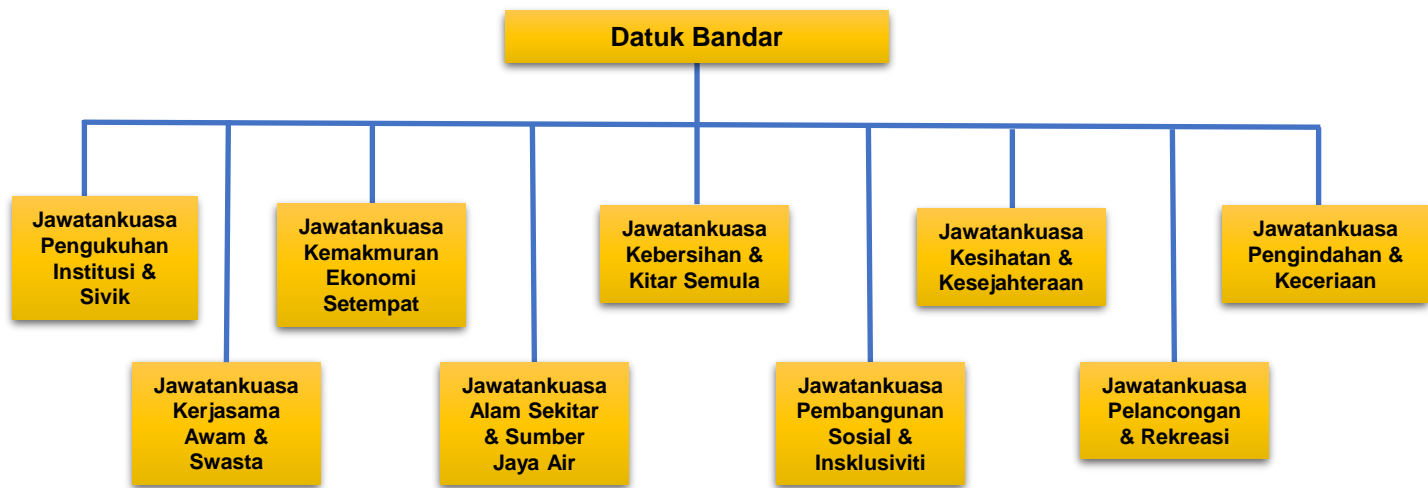 Datuk Bandar
Jawatankuasa
Pengukuhan
Institusi &
Sivik
Jawatankuasa
Kemakmuran
Ekonomi
Setempat
Jawatankuasa
Kebersihan &
Kitar Semula
Jawatankuasa
Kesihatan &
Kesejahteraan
Jawatankuasa
Pengindahan &
Keceriaan
Jawatankuasa
Kerjasama
Awam &
Swasta
Jawatankuasa
Alam Sekitar
& Sumber
Jaya Air
Jawatankuasa
Pembangunan
Sosial &
Insklusiviti
Jawatankuasa
Pelancongan
& Rekreasi